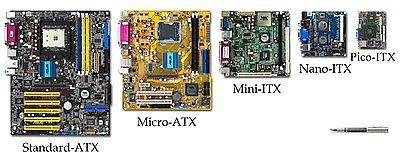 Standard-ATX
Micro-ATX
Mini-ITX
Nano-ITX
Pico-ITX